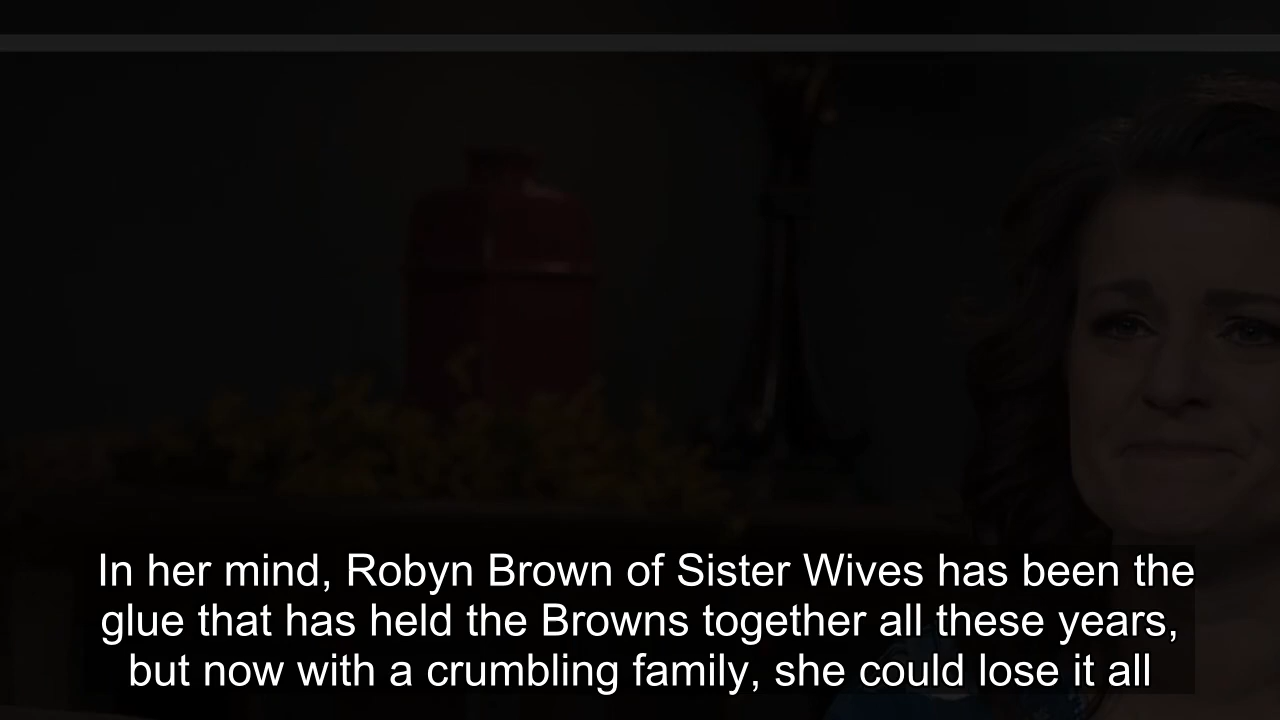 In her mind, Robyn Brown of Sister Wives has been the
glue that has held the Browns together all these years,
but now with a crumbling family, she could lose it all